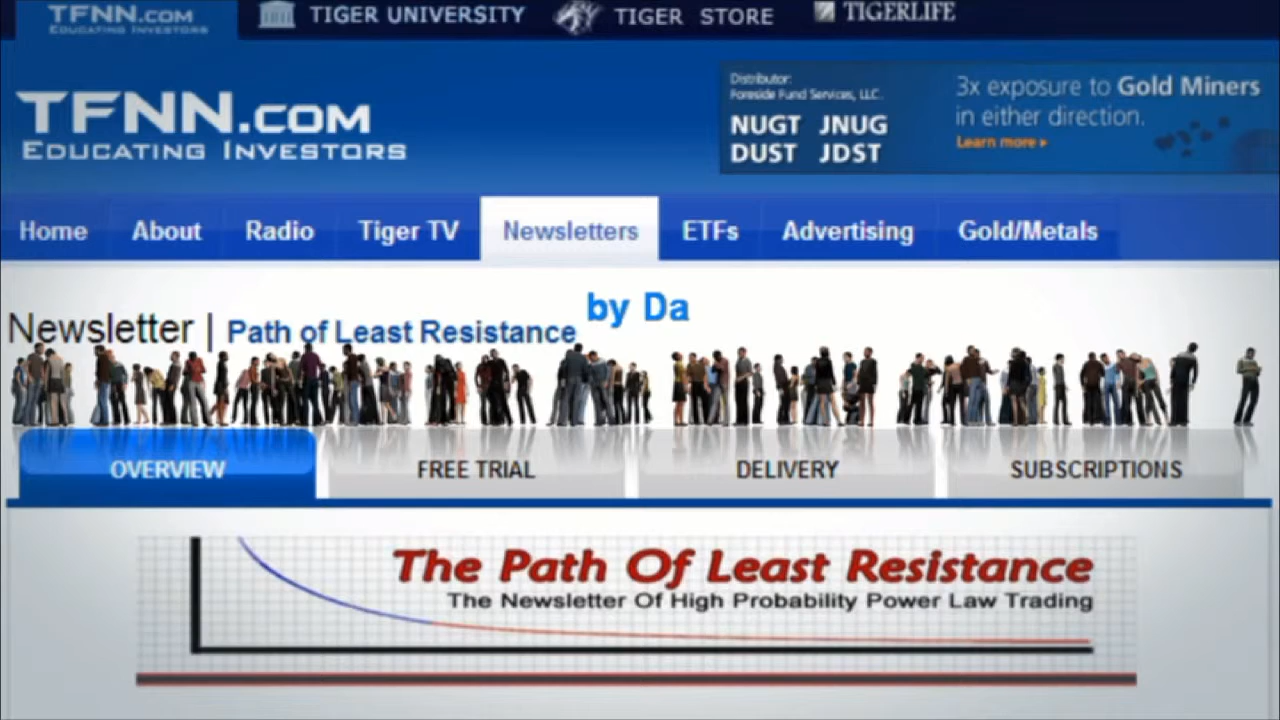 TFNN.COM
EDUCATING INVESTORS
TIGER UNIVERSITY
TIGER STORE
TIGERLIFE
TFNN.COM
EDUCATING INVESTORS
Distributor:
Foreside Fund Services, LLC.
NUGT JNUG
DUST JDST
3x exposure to Gold Miners
in either direction.
Learn more
Home About Radio Tiger TV Newsletters ETFs Advertising Gold/Metals
Newsletter | Path of Least Resistance by Da
OVERVIEW FREE TRIAL DELIVERY SUBSCRIPTIONS
The Path Of Least Resistance
The Newsletter Of High Probability Power Law Trading